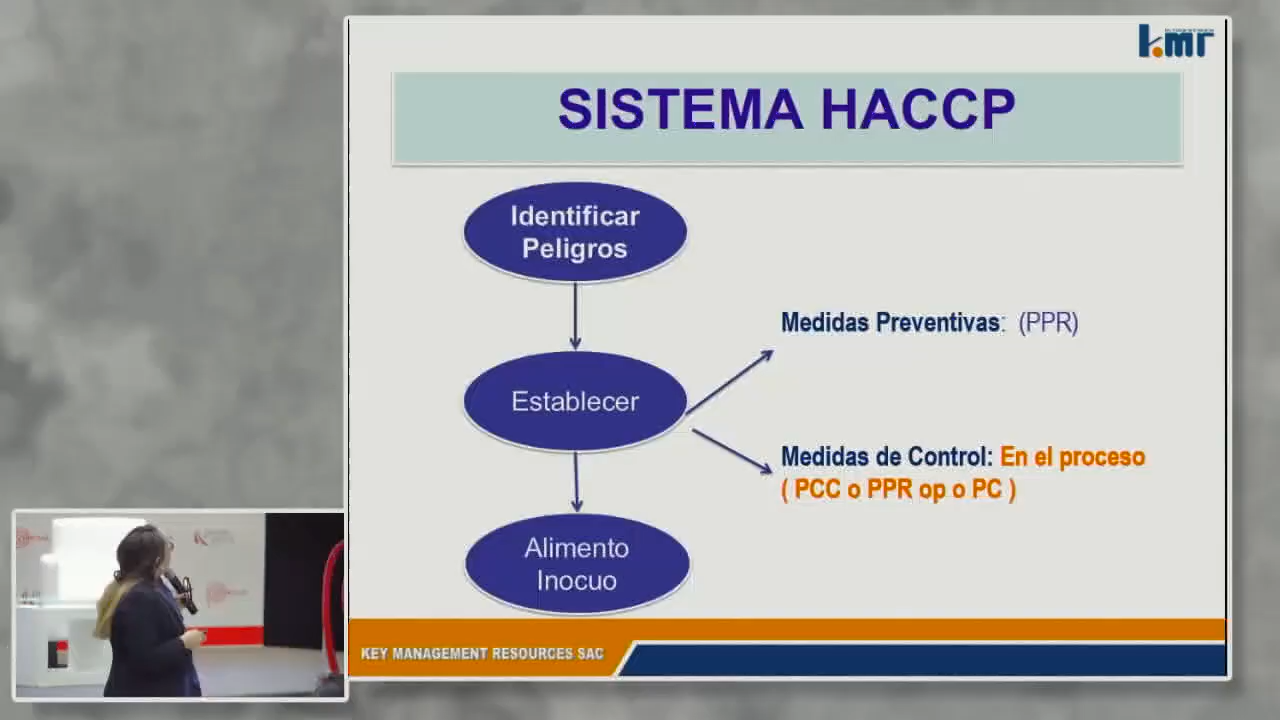 kmr
SISTEMA HACCP
Identificar
Peligros
Medidas Preventivas: (PPR)
Establecer
Medidas de Control: En el proceso
( PCC o PPR op o PC )
Alimento
Inocuo
KEY MANAGEMENT RESOURCES SAC